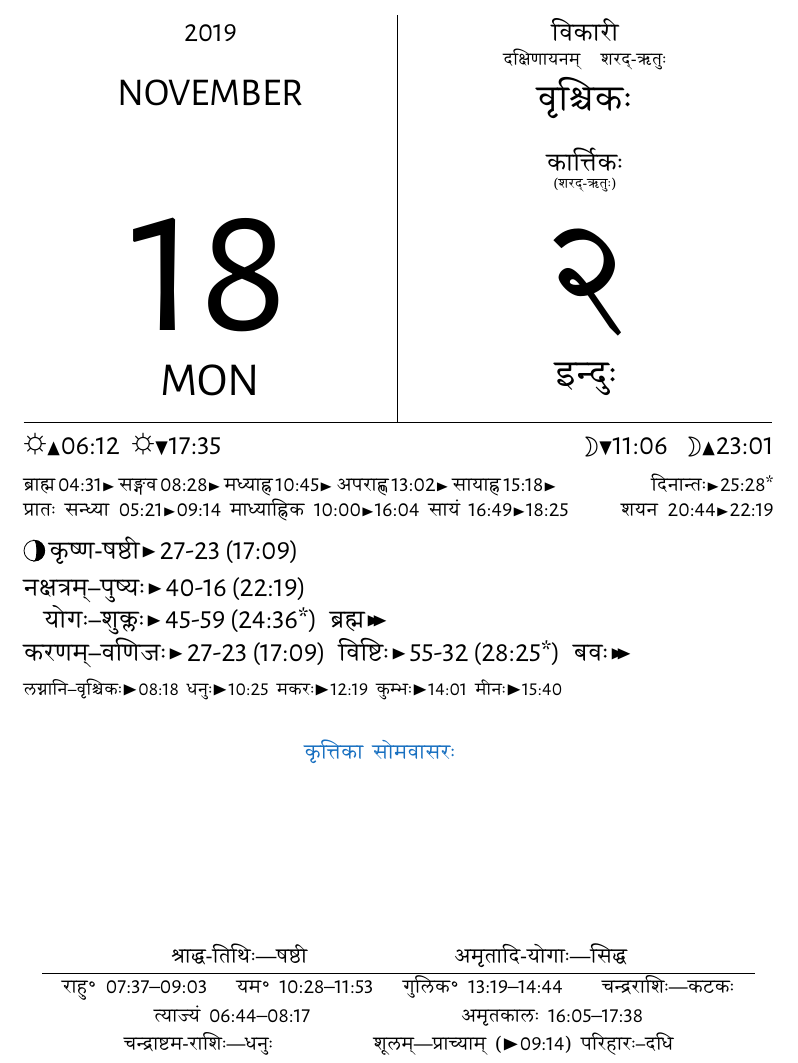 2019
NOVEMBER
18
MON
विकारी
दक्षिणायनम् शरद्-ऋतुः
वृश्चिकः
कार्त्तिकः
(शरद्-ऋतुः)
२
इन्दुः
☼▲06:12 ☼▼17:35 ☽▼11:06 ☽▲23:01
ब्राह्म 04:31► सङ्गव 08:28► मध्याह्न 10:45► अपराह्ण 13:02► सायाह्न 15:18► दिनान्तः►25:28*
प्रातः सन्ध्या 05:21►09:14 माध्याह्निक 10:00►16:04 सायं 16:49►18:25 शयन 20:44►22:19
कृष्ण-षष्ठी►27-23 (17:09)
नक्षत्रम्–पुष्यः►40-16 (22:19)
योगः–शुक्लः►45-59 (24:36*) ब्रह्म►►
करणम्–वणिजः►27-23 (17:09) विष्टिः►55-32 (28:25*) बवः►►
लग्नानि–वृश्चिकः►08:18 धनुः►10:25 मकरः►12:19 कुम्भः►14:01 मीनः►15:40
कृत्तिका सोमवासरः
श्राद्ध-तिथिः—षष्ठी अमृतादि-योगाः—सिद्ध
राहु॰ 07:37–09:03 यम॰ 10:28–11:53 गुलिक॰ 13:19–14:44 चन्द्रराशिः—कटकः
त्याज्यं 06:44–08:17 अमृतकालः 16:05–17:38
चन्द्राष्टम-राशिः—धनुः शूलम्—प्राच्याम् (►09:14) परिहारः–दधि